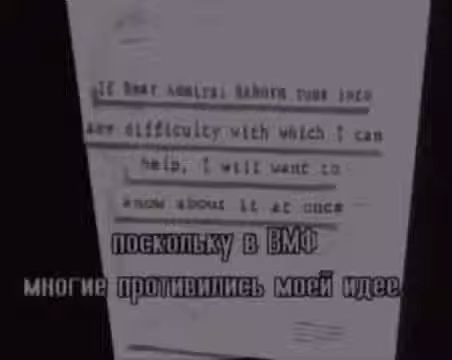 If Rear Admiral Raborn runs into
any difficulty with which I can
help, I will want to
know about it at once
поскольку в ВМФ
многие противились моей идее